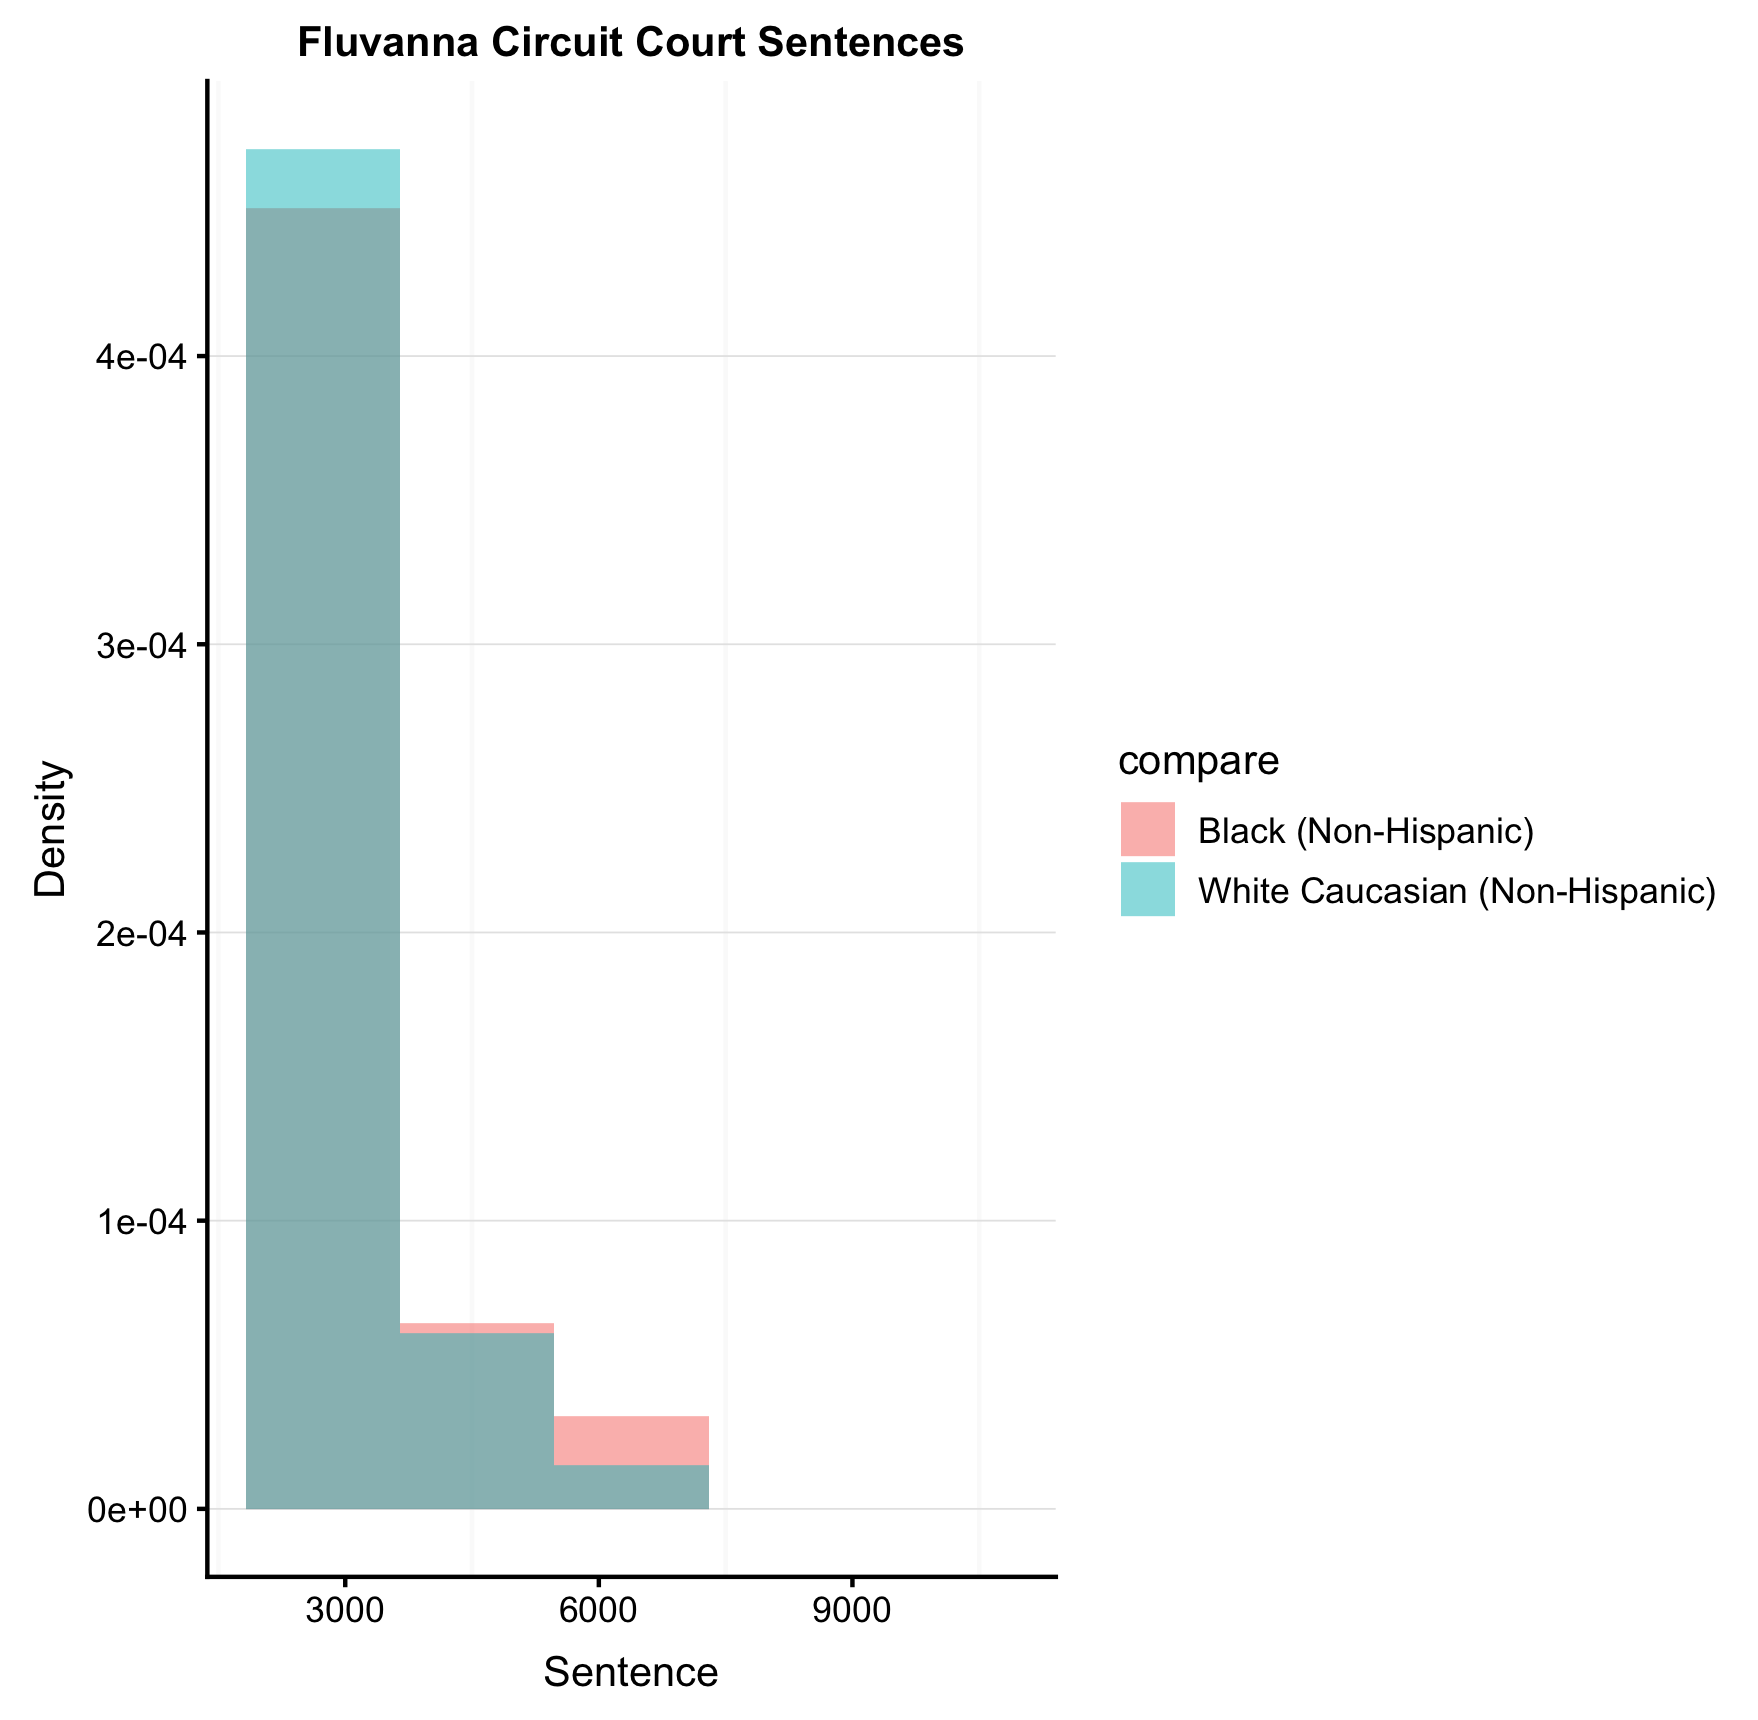 Fluvanna Circuit Court Sentences
4e-04
3e-04
2e-04
1e-04
0e+00
Density
3000
6000
9000
Sentence
compare
Black (Non-Hispanic)
White Caucasian (Non-Hispanic)